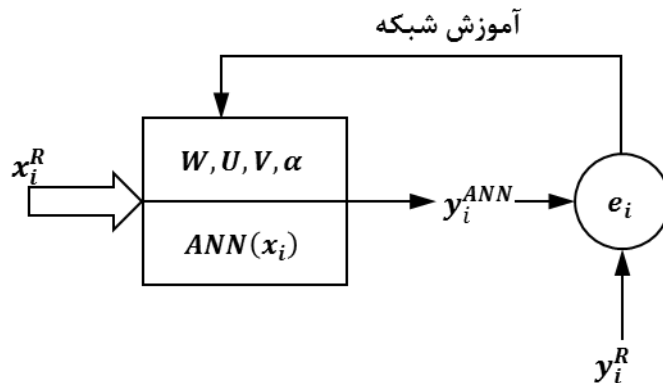 آموزش شبکه
W, U, V, α
x_i^R
y_i^{ANN}
e_i
ANN(x_i)
y_i^R